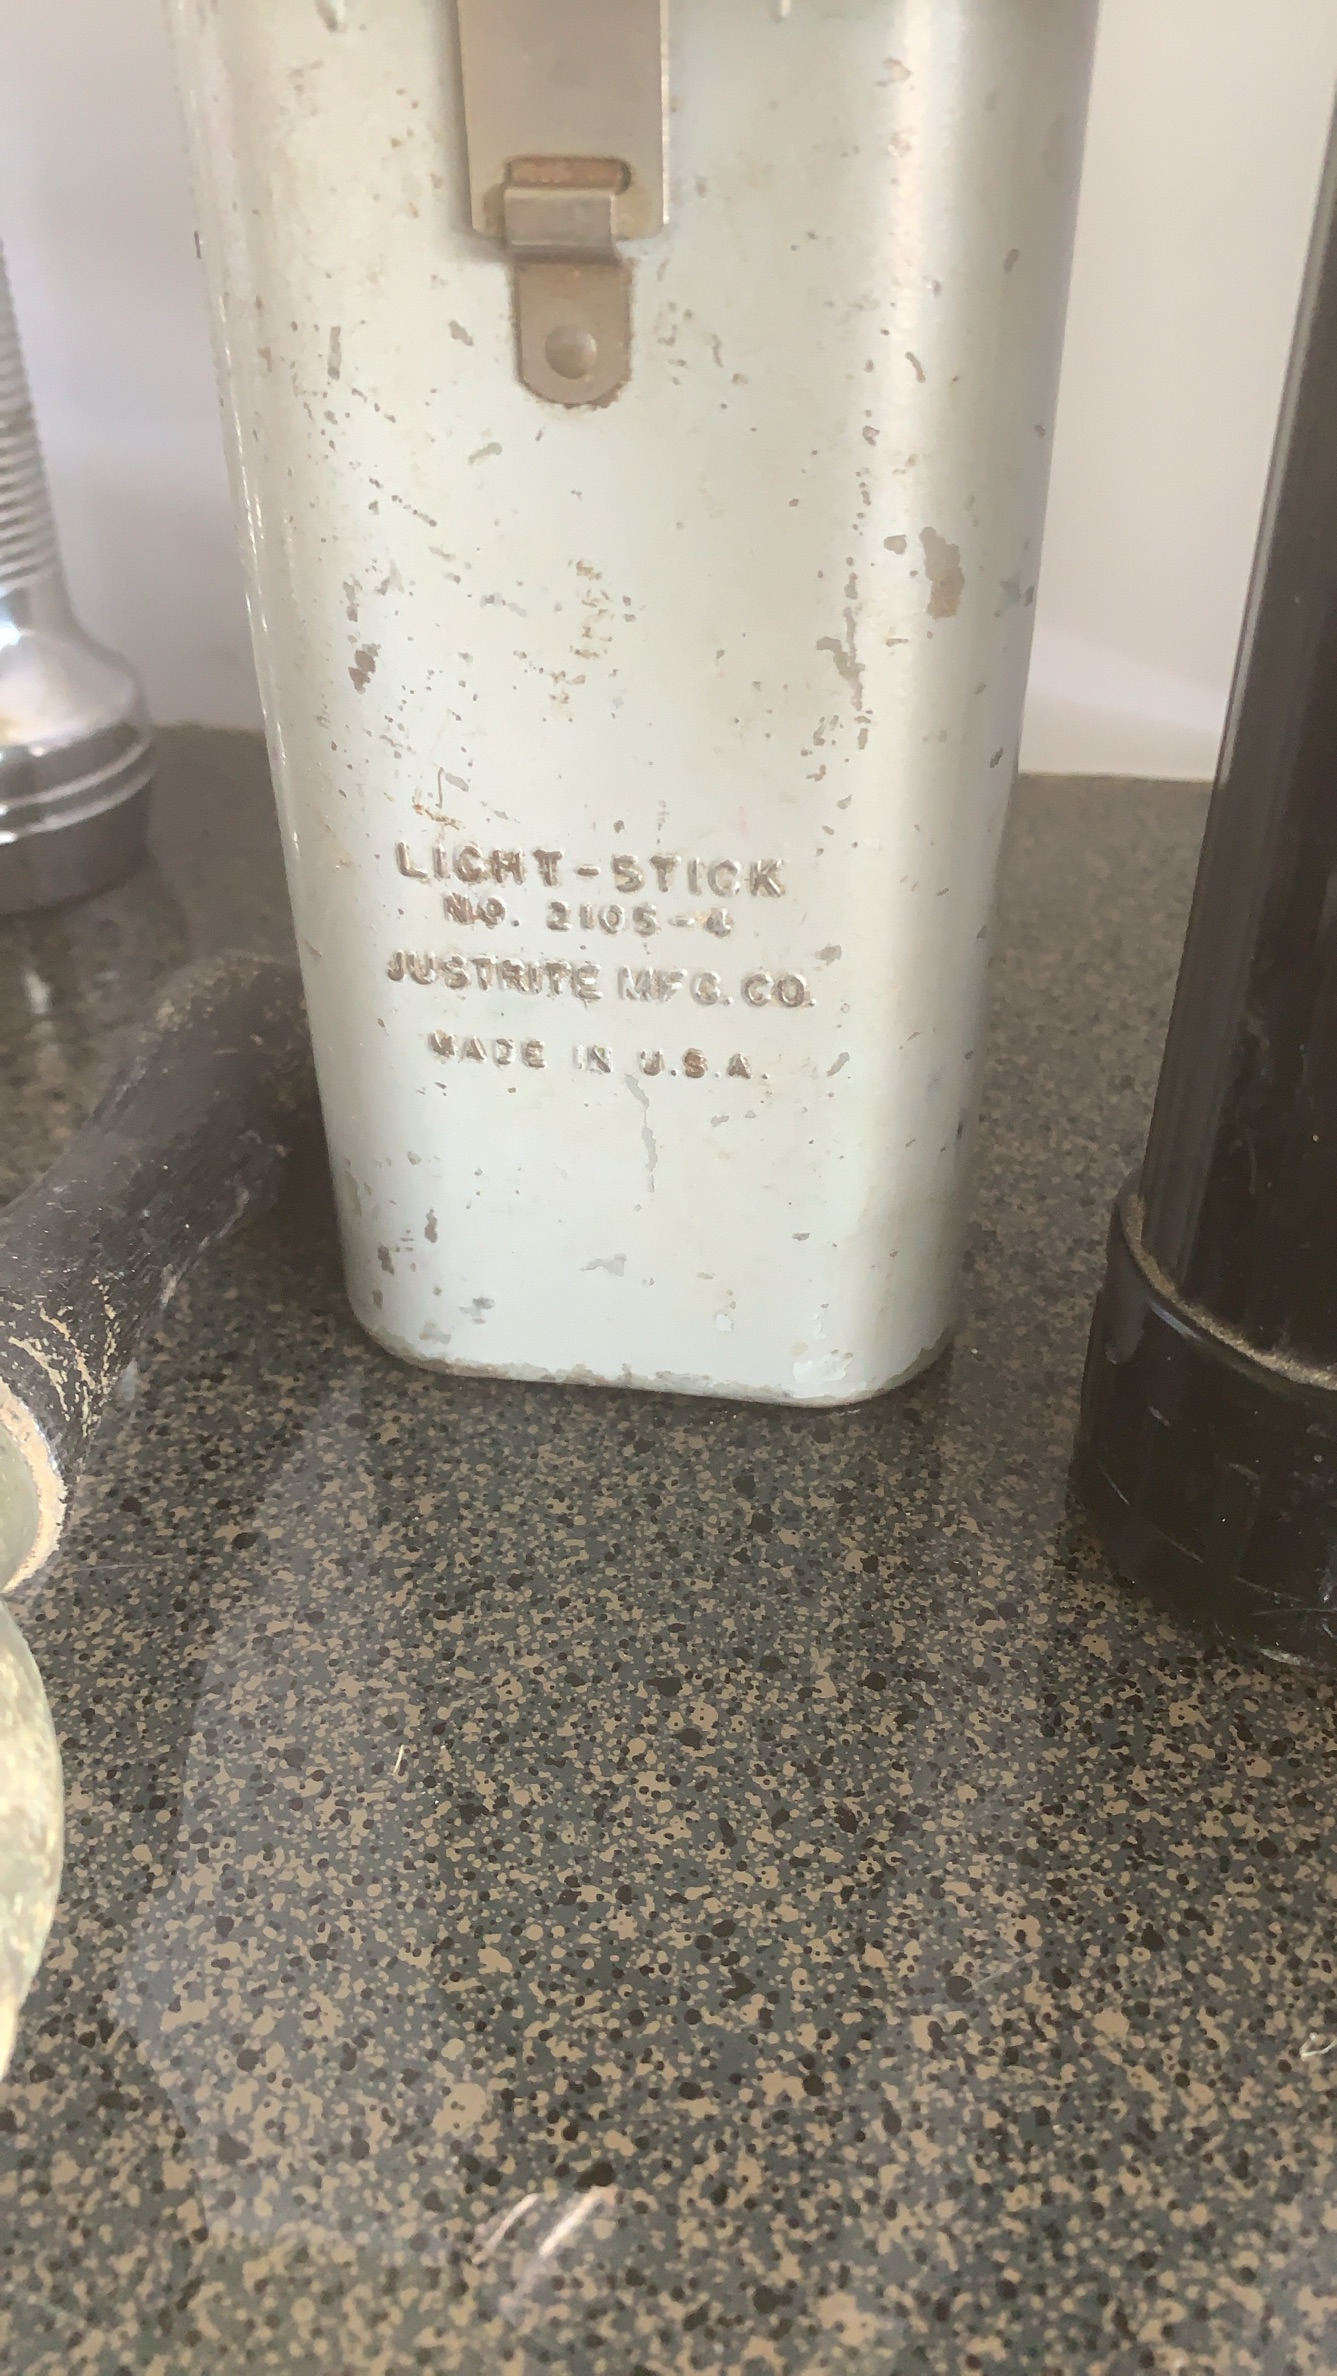 LIGHT-STICK
NO. 2105-4
JUSTRITE MFG. CO.
MADE IN U.S.A.